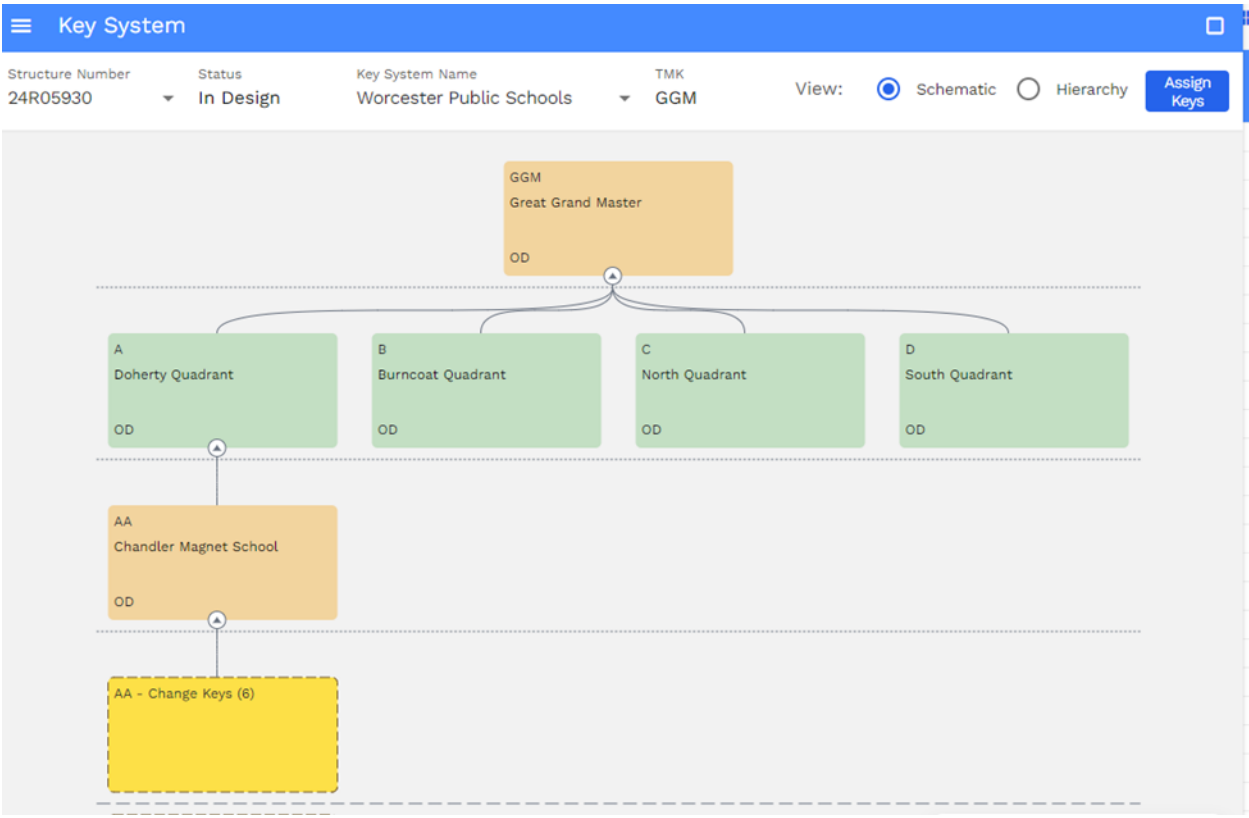 Key System
Structure Number
24R05930
Status
In Design
Key System Name
Worcester Public Schools
TMK
GGM
View:
Schematic
Hierarchy
Assign
Keys
GGM
Great Grand Master
OD
A
Doherty Quadrant
OD
B
Burncoat Quadrant
OD
C
North Quadrant
OD
D
South Quadrant
OD
AA
Chandler Magnet School
OD
AA - Change Keys (6)